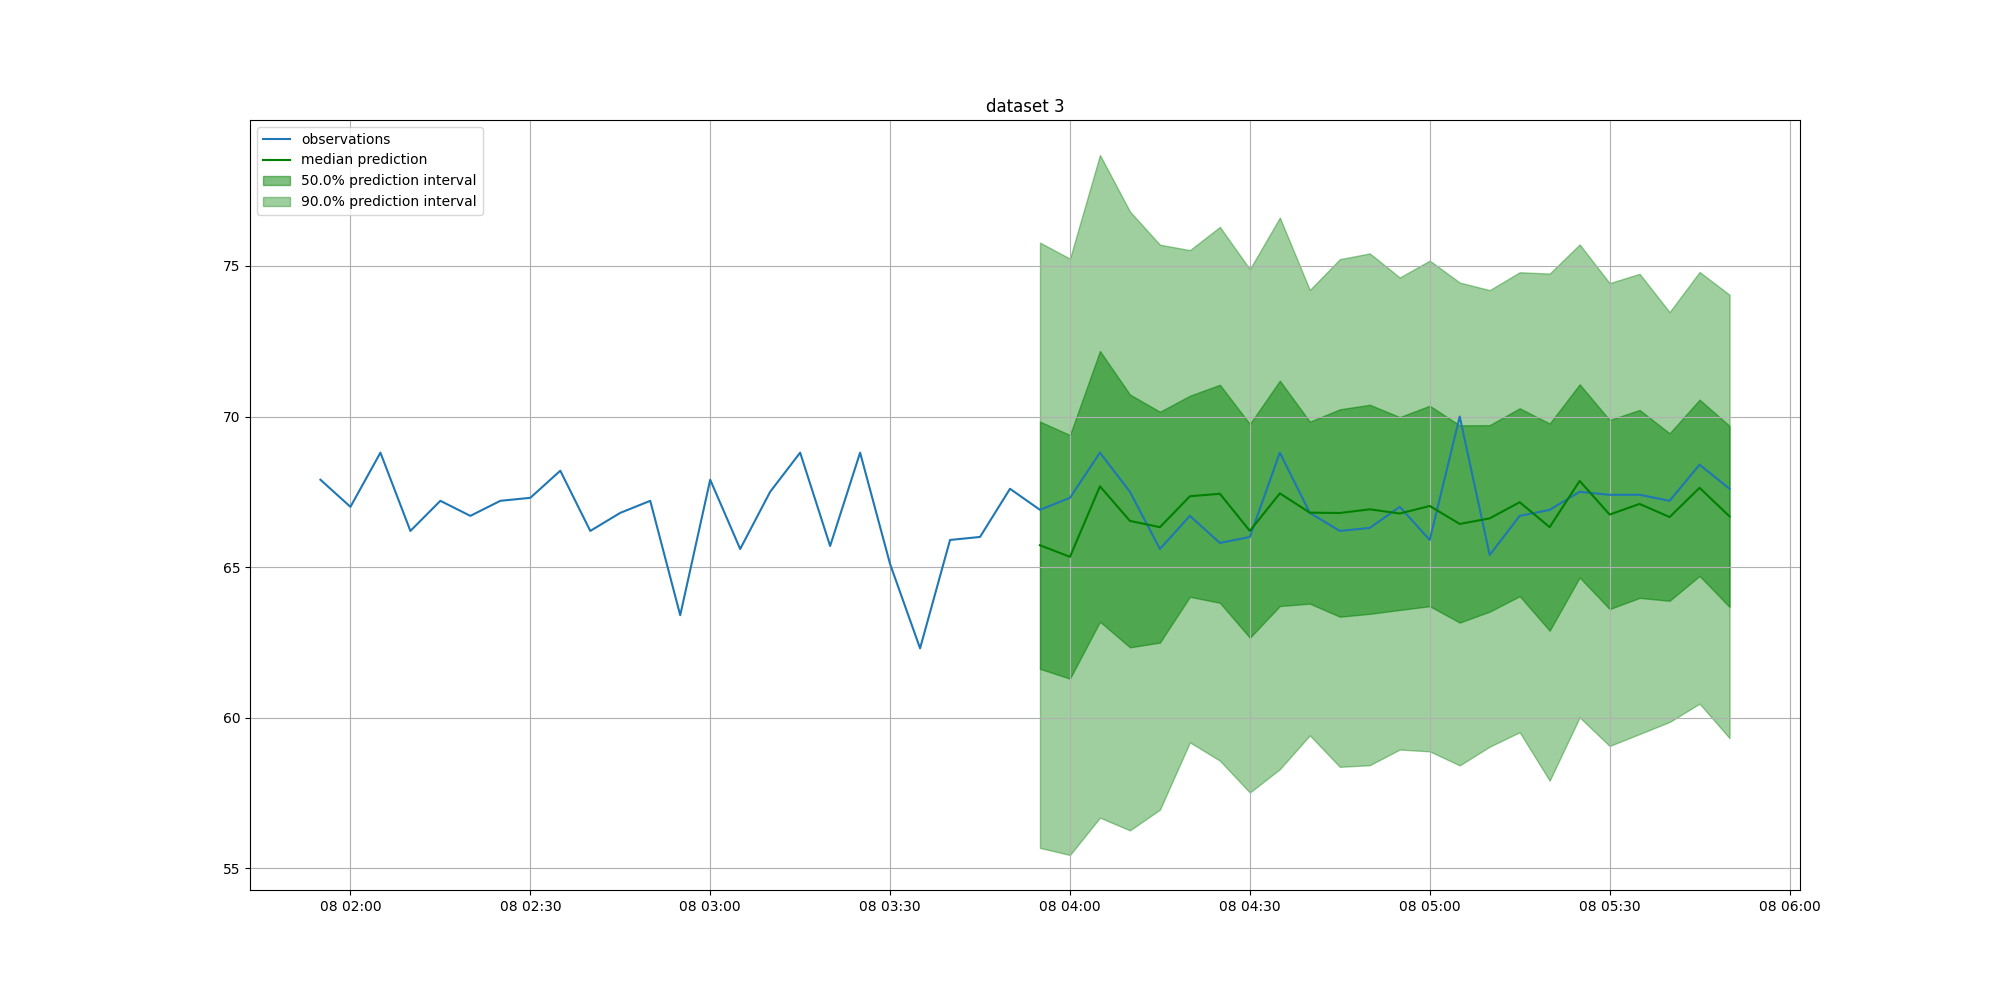 dataset 3
observations
median prediction
50.0% prediction interval
90.0% prediction interval
75
70
65
60
55
08 02:00 08 02:30 08 03:00 08 03:30 08 04:00 08 04:30 08 05:00 08 05:30 08 06:00